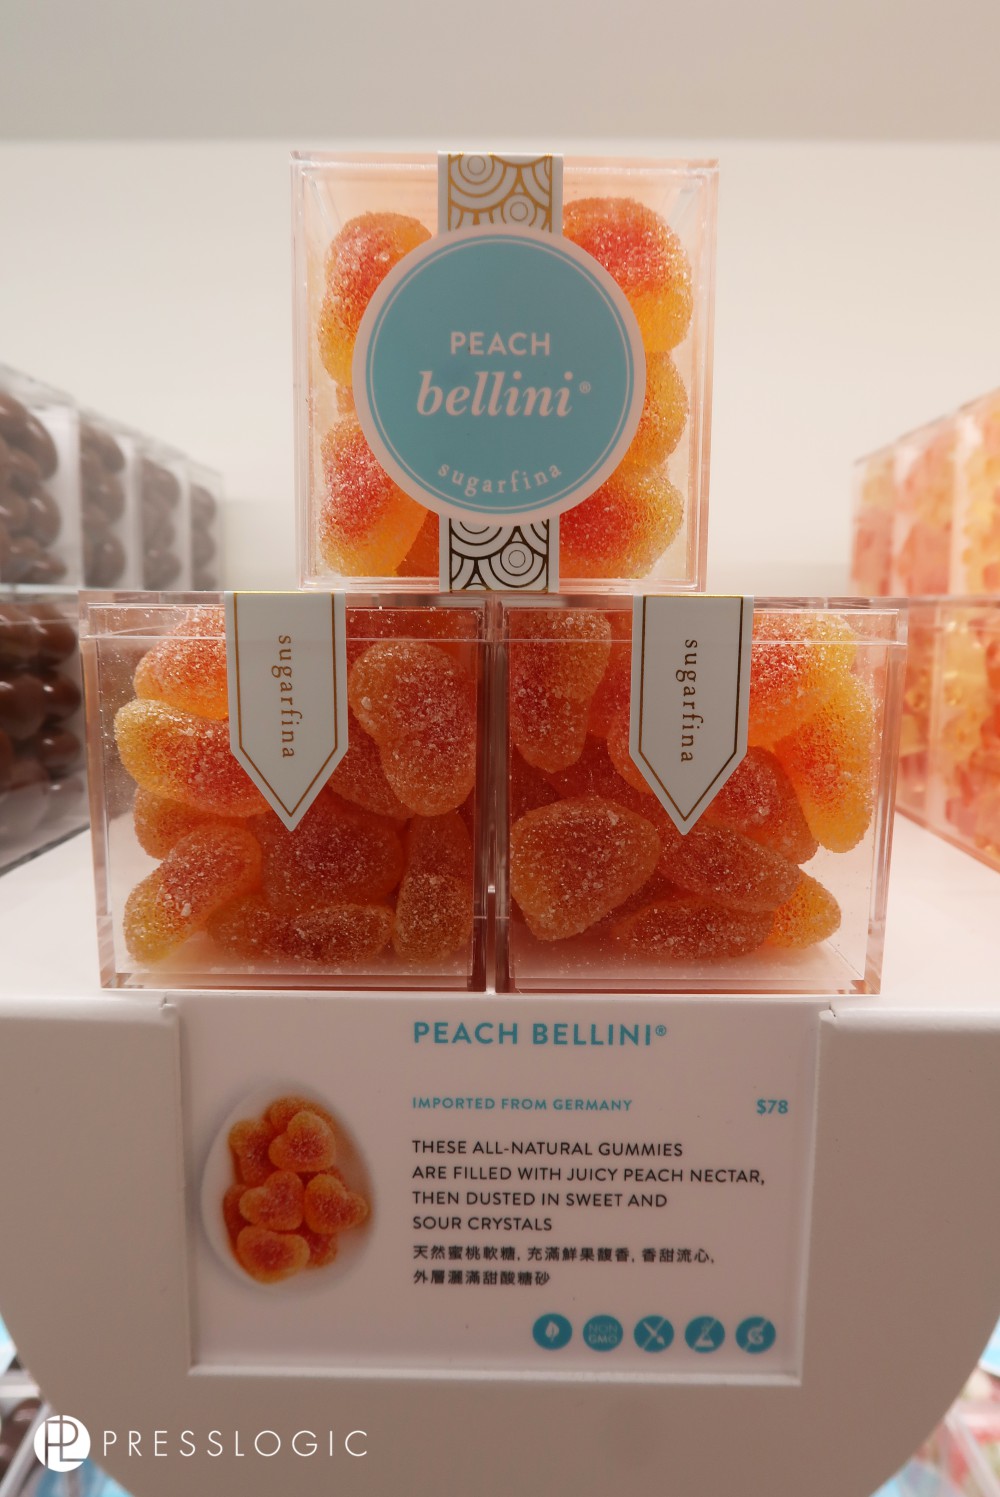 PEACH
bellini®
sugarfina
sugarfina
sugarfina
PEACH BELLINI®
IMPORTED FROM GERMANY
$78
THESE ALL-NATURAL GUMMIES
ARE FILLED WITH JUICY PEACH NECTAR,
THEN DUSTED IN SWEET AND
SOUR CRYSTALS
天然蜜桃軟糖, 充滿鮮果馥香, 香甜流心,
外層灑滿甜酸糖砂
NON
GMO
G
PRESSLOGIC